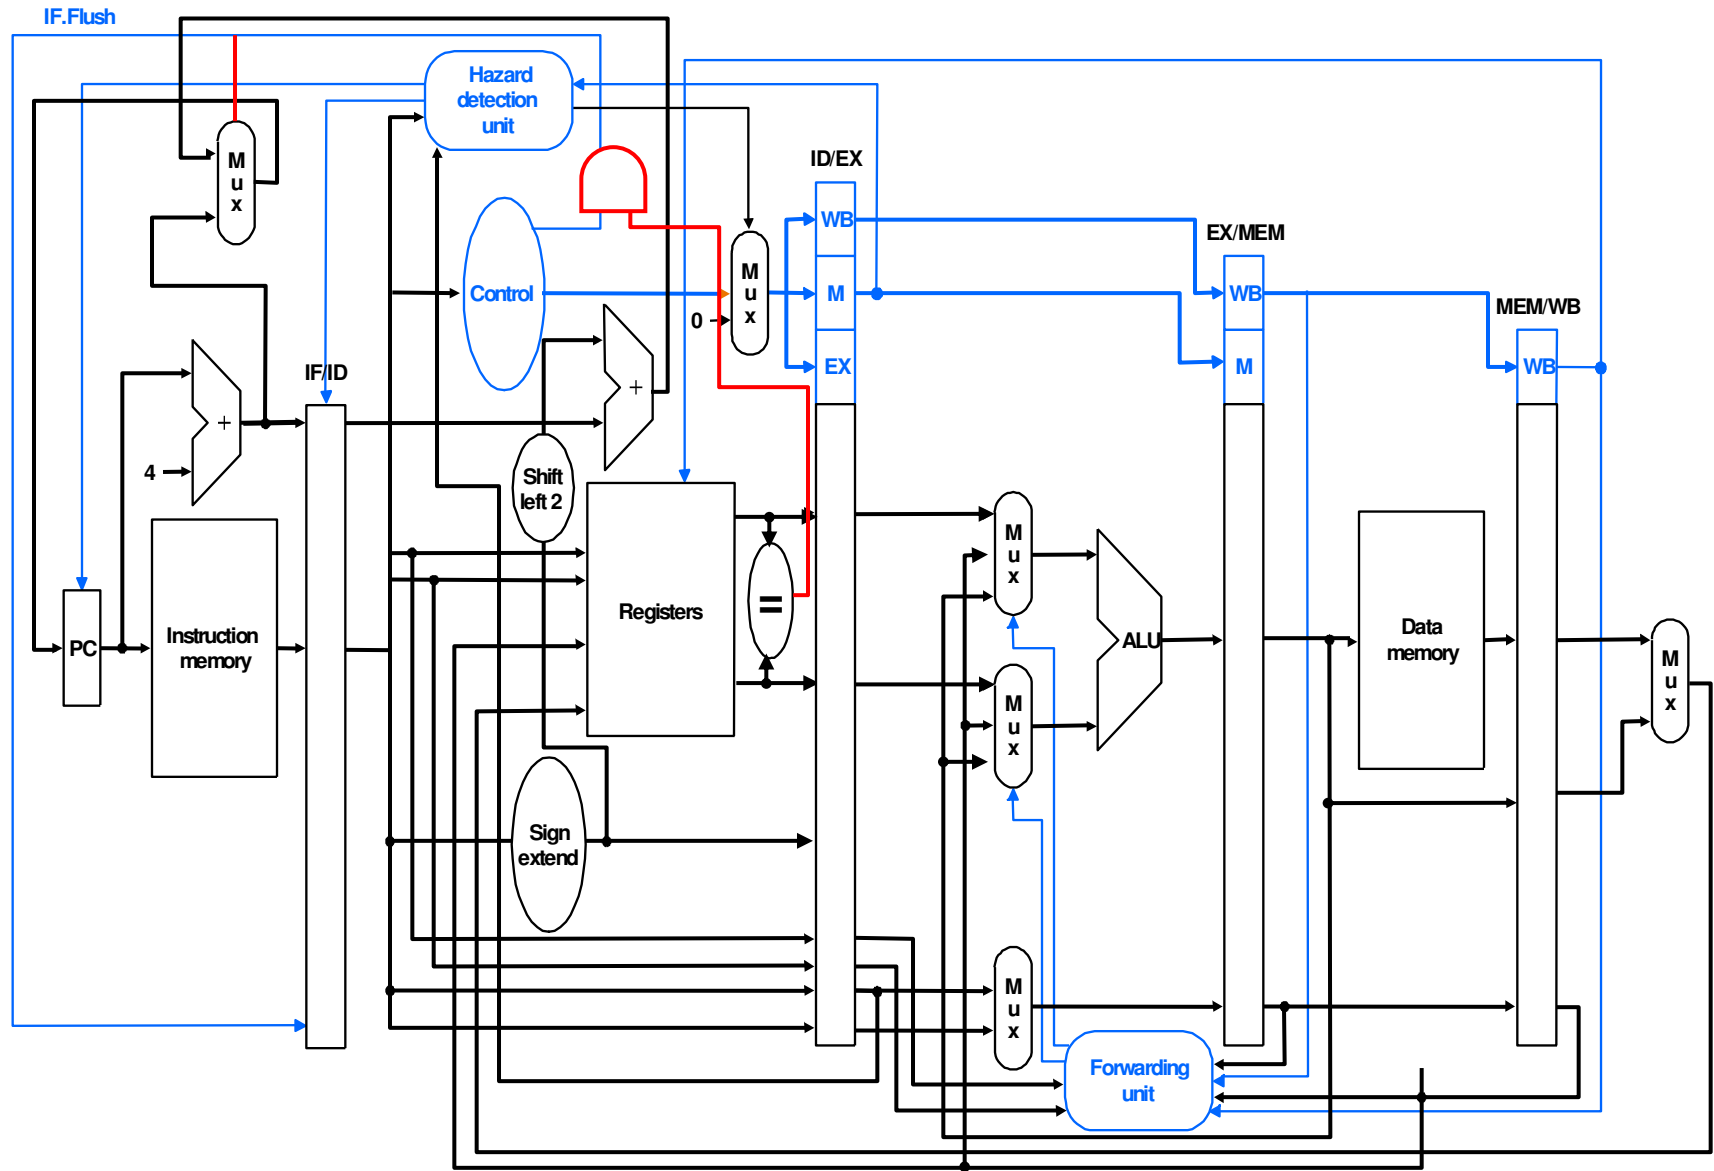 IF.Flush
Hazard
detection
unit
M
u
x
ID/EX
WB
M
EX
Control
M
u
x
0
EX/MEM
WB
M
MEM/WB
WB
IF/ID
+
+
4
Shift
left 2
PC
Instruction
memory
Registers
=
M
u
x
M
u
x
ALU
Data
memory
M
u
x
Sign
extend
M
u
x
Forwarding
unit